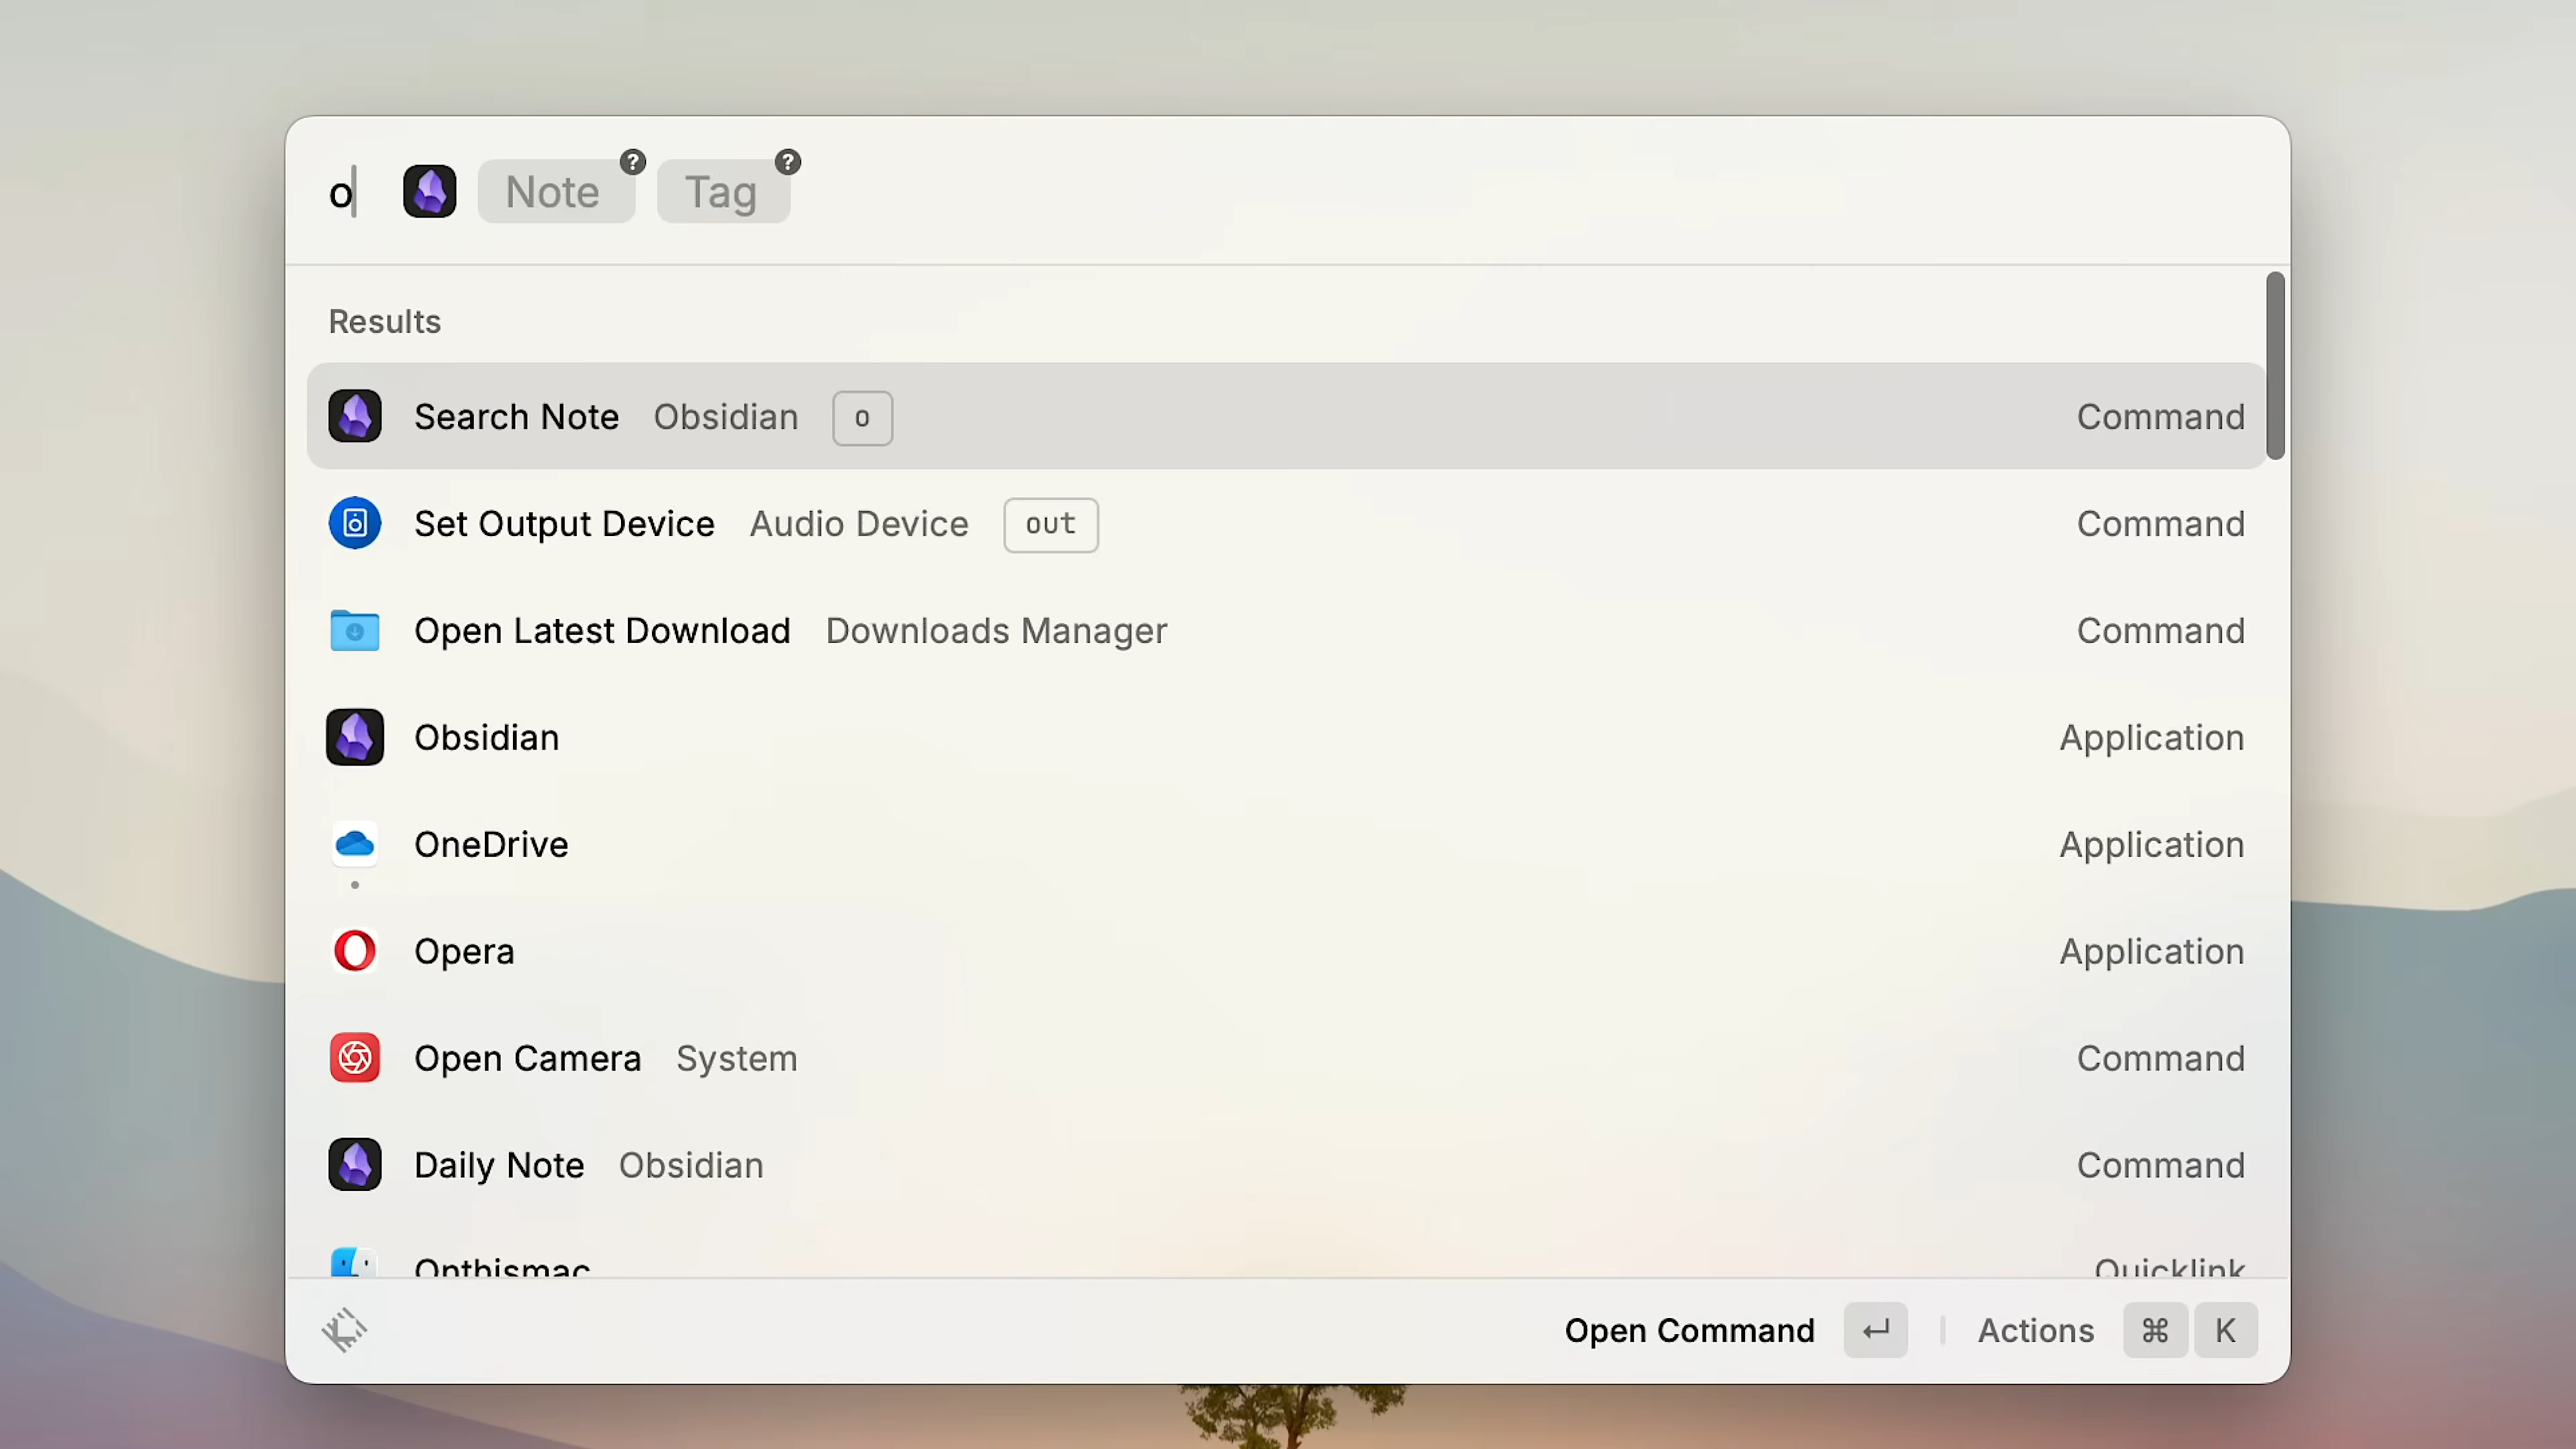 o Note ? Tag ?
Results
Search Note Obsidian o Command
Set Output Device Audio Device out Command
Open Latest Download Downloads Manager Command
Obsidian Application
OneDrive Application
Opera Application
Open Camera System Command
Daily Note Obsidian Command
Onthismac Quicklink
Open Command ↵ Actions ⌘ K